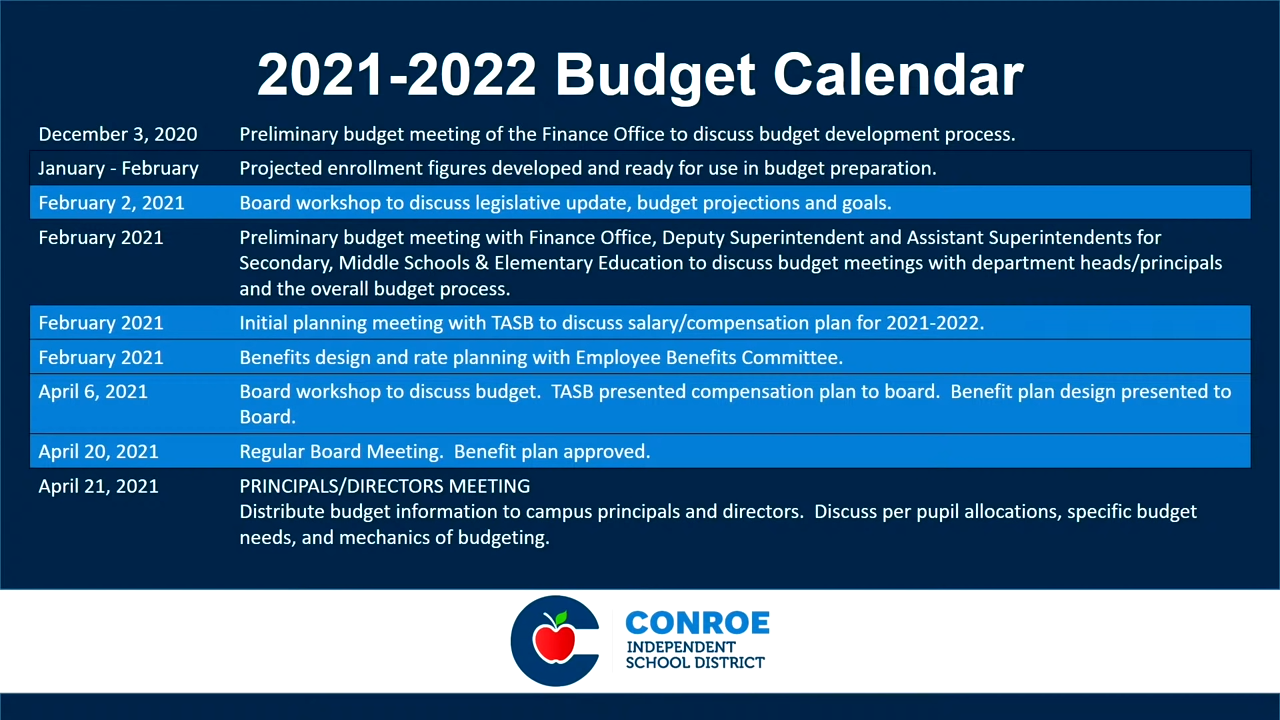 2021-2022 Budget Calendar
December 3, 2020 Preliminary budget meeting of the Finance Office to discuss budget development process.
January - February Projected enrollment figures developed and ready for use in budget preparation.
February 2, 2021 Board workshop to discuss legislative update, budget projections and goals.
February 2021 Preliminary budget meeting with Finance Office, Deputy Superintendent and Assistant Superintendents for
Secondary, Middle Schools & Elementary Education to discuss budget meetings with department heads/principals
and the overall budget process.
February 2021 Initial planning meeting with TASB to discuss salary/compensation plan for 2021-2022.
February 2021 Benefits design and rate planning with Employee Benefits Committee.
April 6, 2021 Board workshop to discuss budget.  TASB presented compensation plan to board.  Benefit plan design presented to
Board.
April 20, 2021 Regular Board Meeting.  Benefit plan approved.
April 21, 2021 PRINCIPALS/DIRECTORS MEETING
Distribute budget information to campus principals and directors.  Discuss per pupil allocations, specific budget
needs, and mechanics of budgeting.
CONROE
INDEPENDENT
SCHOOL DISTRICT